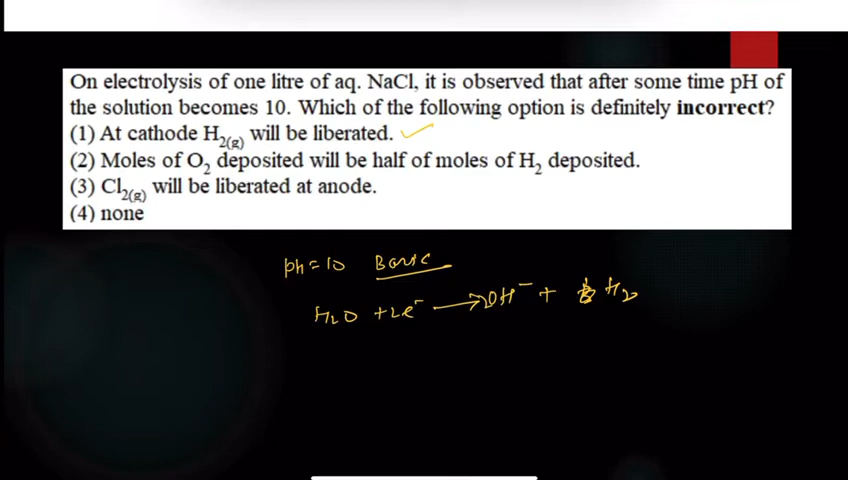 On electrolysis of one litre of aq. NaCl, it is observed that after some time pH of
the solution becomes 10. Which of the following option is definitely incorrect?
(1) At cathode H2(g) will be liberated.
(2) Moles of O2 deposited will be half of moles of H2 deposited.
(3) Cl2(g) will be liberated at anode.
(4) none
pH = 10 Basic
H2O + 2e- → 2OH- + H2